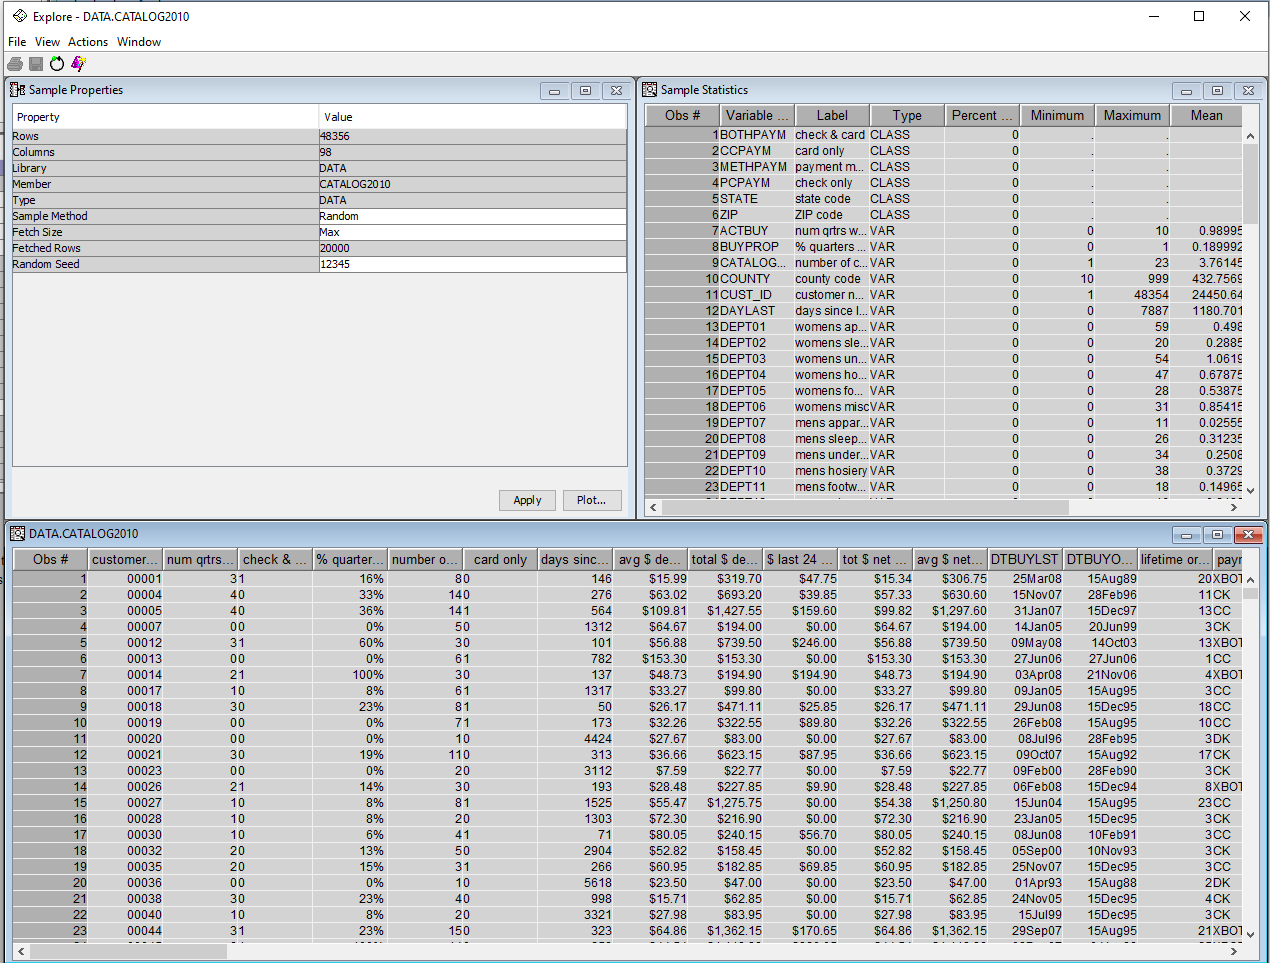 Explore - DATA.CATALOG2010
File View Actions Window
Sample Properties
Property Value
Rows 48356
Columns 98
Library DATA
Member CATALOG2010
Type DATA
Sample Method Random
Fetch Size Max
Fetched Rows 20000
Random Seed 12345
Apply Plot...
Sample Statistics
Obs # Variable ... Label Type Percent ... Minimum Maximum Mean
1 BOTHPAYM check & card CLASS 0 . .
2 CCPAYM card only CLASS 0 . .
3 METHPAYM payment m... CLASS 0 . .
4 PCPAYM check only CLASS 0 . .
5 STATE state code CLASS 0 . .
6 ZIP ZIP code CLASS 0 . .
7 ACTBUY num qrtrs w... VAR 0 0 10 0.98995
8 BUYPROP % quarters ... VAR 0 0 1 0.189992
9 CATALOG... number of c... VAR 0 1 23 3.76145
10 COUNTY county code VAR 0 10 999 432.7569
11 CUST_ID customer n... VAR 0 1 48354 24450.64
12 DAYLAST days since l... VAR 0 0 7887 1180.701
13 DEPT01 womens ap... VAR 0 0 59 0.498
14 DEPT02 womens sle... VAR 0 0 20 0.2885
15 DEPT03 womens un... VAR 0 0 54 1.0619
16 DEPT04 womens ho... VAR 0 0 47 0.67875
17 DEPT05 womens fo... VAR 0 0 28 0.53875
18 DEPT06 womens misc VAR 0 0 31 0.85415
19 DEPT07 mens appar... VAR 0 0 11 0.02555
20 DEPT08 mens sleep... VAR 0 0 26 0.31235
21 DEPT09 mens under... VAR 0 0 34 0.2508
22 DEPT10 mens hosiery VAR 0 0 38 0.3729
23 DEPT11 mens footw... VAR 0 0 18 0.14965
DATA.CATALOG2010
Obs # customer... num qrtrs... check & ... % quarter... number o... card only days sinc... avg $ de... total $ de... $ last 24 ... tot $ net ... avg $ net... DTBUYLST DTBUYO... lifetime or... payr
1 00001 3 1 16% 8 0 146 $15.99 $319.70 $47.75 $15.34 $306.75 25Mar08 15Aug89 20 XBOT
2 00004 4 0 33% 14 0 276 $63.02 $693.20 $39.85 $57.33 $630.60 15Nov07 28Feb96 11 CK
3 00005 4 0 36% 14 1 564 $109.81 $1,427.55 $159.60 $99.82 $1,297.60 31Jan07 15Dec97 13 CC
4 00007 0 0 0% 5 0 1312 $64.67 $194.00 $0.00 $64.67 $194.00 14Jan05 20Jun99 3 CK
5 00012 3 1 60% 3 0 101 $56.88 $739.50 $246.00 $56.88 $739.50 09May08 14Oct03 13 XBOT
6 00013 0 0 0% 6 1 782 $153.30 $153.30 $0.00 $153.30 $153.30 27Jun06 27Jun06 1 CC
7 00014 2 1 100% 3 0 137 $48.73 $194.90 $194.90 $48.73 $194.90 03Apr08 21Nov06 4 XBOT
8 00017 1 0 8% 6 1 1317 $33.27 $99.80 $0.00 $33.27 $99.80 09Jan05 15Aug95 3 CC
9 00018 3 0 23% 8 1 50 $26.17 $471.11 $25.85 $26.17 $471.11 29Jun08 15Dec95 18 CC
10 00019 0 0 0% 7 1 173 $32.26 $322.55 $89.80 $32.26 $322.55 26Feb08 15Aug95 10 CC
11 00020 0 0 0% 1 0 4424 $27.67 $83.00 $0.00 $27.67 $83.00 08Jul96 28Feb95 3 DK
12 00021 3 0 19% 11 0 313 $36.66 $623.15 $87.95 $36.66 $623.15 09Oct07 15Aug92 17 CK
13 00023 0 0 0% 2 0 3112 $7.59 $22.77 $0.00 $7.59 $22.77 09Feb00 28Feb90 3 CK
14 00026 2 1 14% 3 0 193 $28.48 $227.85 $9.90 $28.48 $227.85 06Feb08 15Dec94 8 XBOT
15 00027 1 0 8% 8 1 1525 $55.47 $1,275.75 $0.00 $54.38 $1,250.80 15Jun04 15Aug95 23 CC
16 00028 1 0 8% 2 0 1303 $72.30 $216.90 $0.00 $72.30 $216.90 23Jan05 15Dec95 3 CK
17 00030 1 0 6% 4 1 71 $80.05 $240.15 $56.70 $80.05 $240.15 08Jun08 10Feb91 3 CC
18 00032 2 0 13% 5 0 2904 $52.82 $158.45 $0.00 $52.82 $158.45 05Sep00 10Nov93 3 CK
19 00035 2 0 15% 3 1 266 $60.95 $182.85 $69.85 $60.95 $182.85 25Nov07 15Dec95 3 CC
20 00036 0 0 0% 1 0 5618 $23.50 $47.00 $0.00 $23.50 $47.00 01Apr93 15Aug88 2 DK
21 00038 3 0 23% 4 0 998 $15.71 $62.85 $0.00 $15.71 $62.85 24Nov05 15Dec95 4 CK
22 00040 1 0 8% 2 0 3321 $27.98 $83.95 $0.00 $27.98 $83.95 15Jul99 15Dec95 3 CK
23 00044 3 1 23% 15 0 323 $64.86 $1,362.15 $170.65 $64.86 $1,362.15 29Sep07 15Aug95 21 XBOT